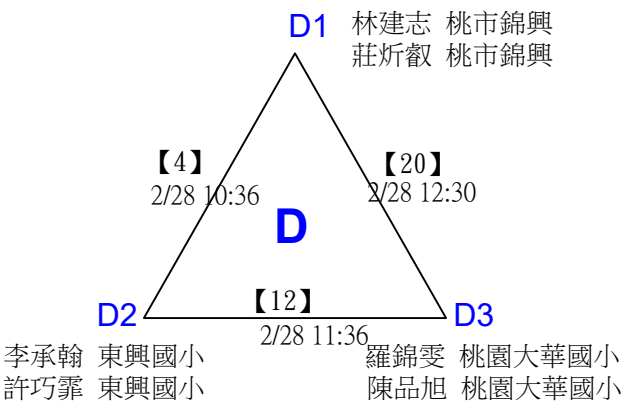 D1 林建志 桃市錦興
莊炘叡 桃市錦興
【4】 【20】
2/28 10:36 2/28 12:30
D
【12】
D2 D3
2/28 11:36
李承翰 東興國小 羅錦雯 桃園大華國小
許巧霏 東興國小 陳品旭 桃園大華國小